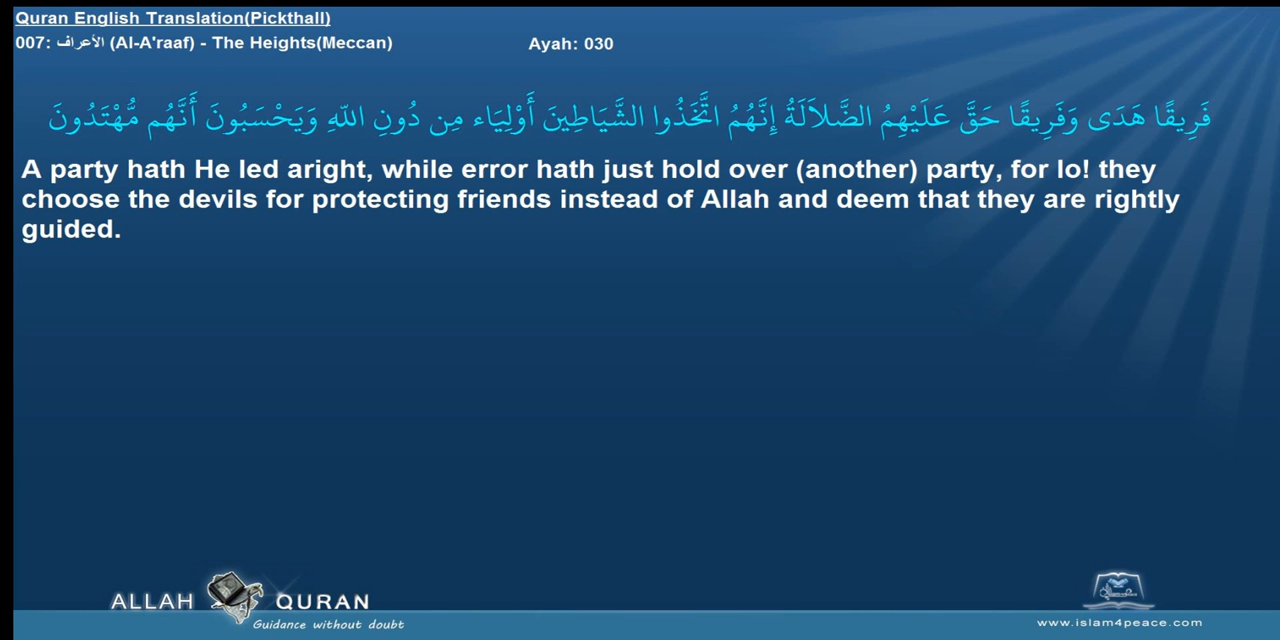 Quran English Translation(Pickthall)
007: الأعراف (Al-A'raaf) - The Heights(Meccan) Ayah: 030
فَرِيقًا هَدَى وَفَرِيقًا حَقَّ عَلَيْهِمُ الضَّلاَلَةُ إِنَّهُمُ اتَّخَذُوا الشَّيَاطِينَ أَوْلِيَاء مِن دُونِ اللّهِ وَيَحْسَبُونَ أَنَّهُم مُّهْتَدُونَ
A party hath He led aright, while error hath just hold over (another) party, for lo! they
choose the devils for protecting friends instead of Allah and deem that they are rightly
guided.
ALLAH QURAN
Guidance without doubt
www.islam4peace.com